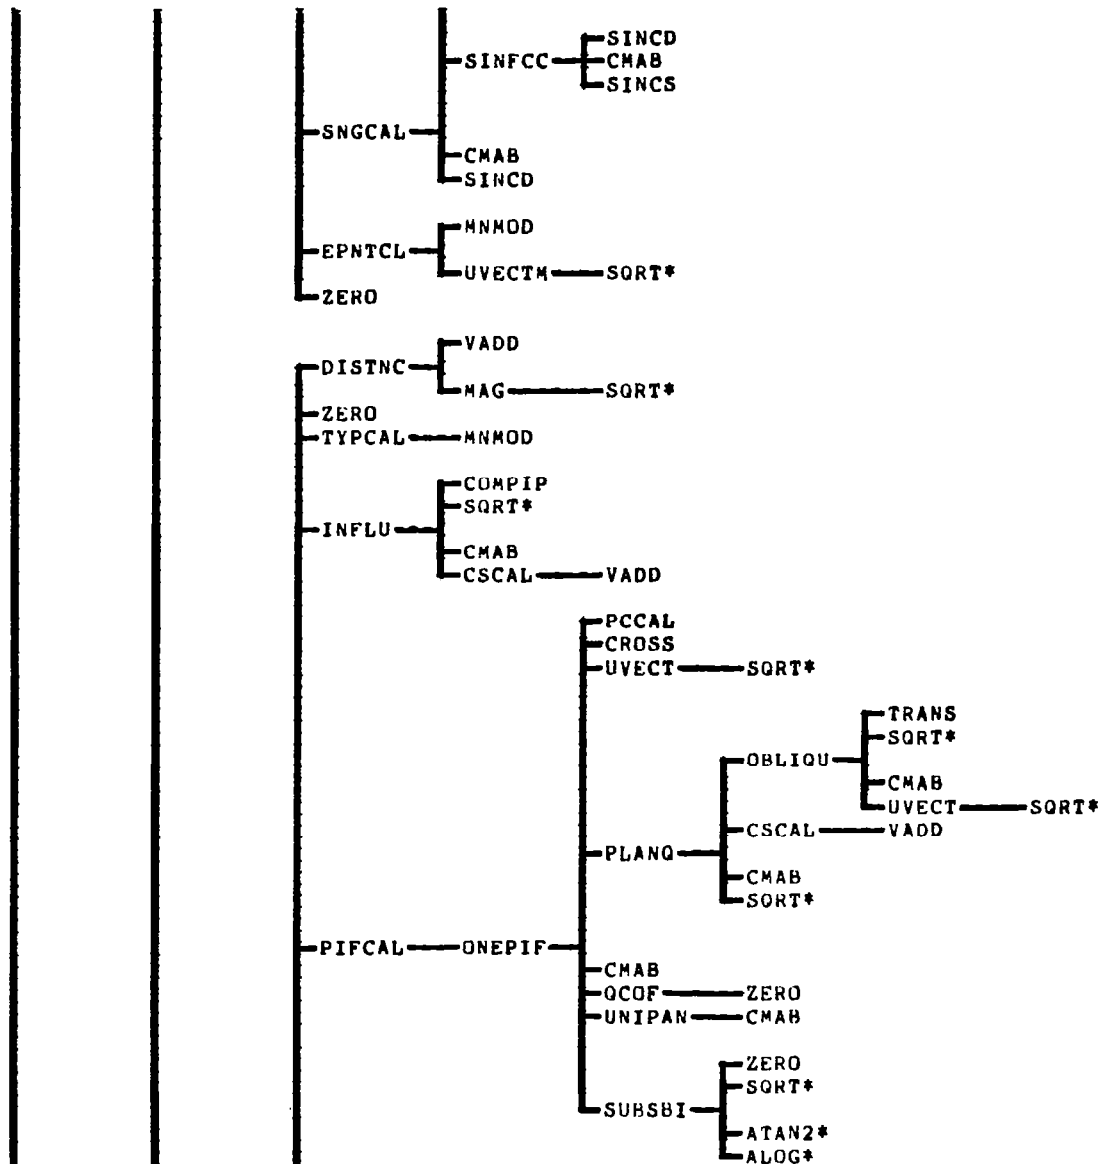 SINCD
SINFCC CMAB
SINCS
SNGCAL
CMAB
SINCD
MNMOD
EPNTCL
UVECTM SQRT*
ZERO
VADD
DISTNC
MAG SQRT*
ZERO
TYPCAL MNMOD
COMPIP
SQRT*
INFLU
CMAB
CSCAL VADD
PCCAL
CROSS
UVECT SQRT*
TRANS
SQRT*
OBLIQU
CMAB
UVECT SQRT*
CSCAL VADD
PLANQ
CMAB
SQRT*
PIFCAL ONEPIF
CMAB
QCOF ZERO
UNIPAN CMAB
ZERO
SQRT*
SUBSBI
ATAN2*
ALOG*